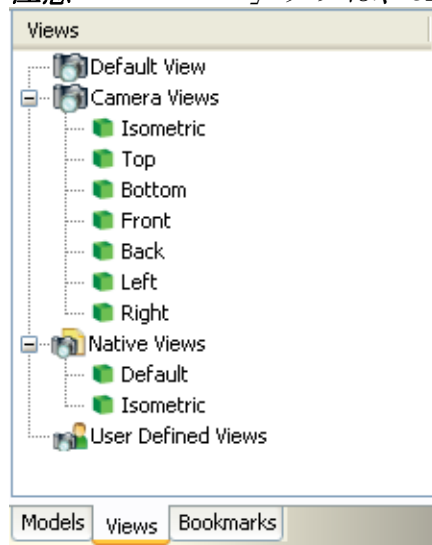 Views
Default View
Camera Views
Isometric
Top
Bottom
Front
Back
Left
Right
Native Views
Default
Isometric
User Defined Views
Models Views Bookmarks